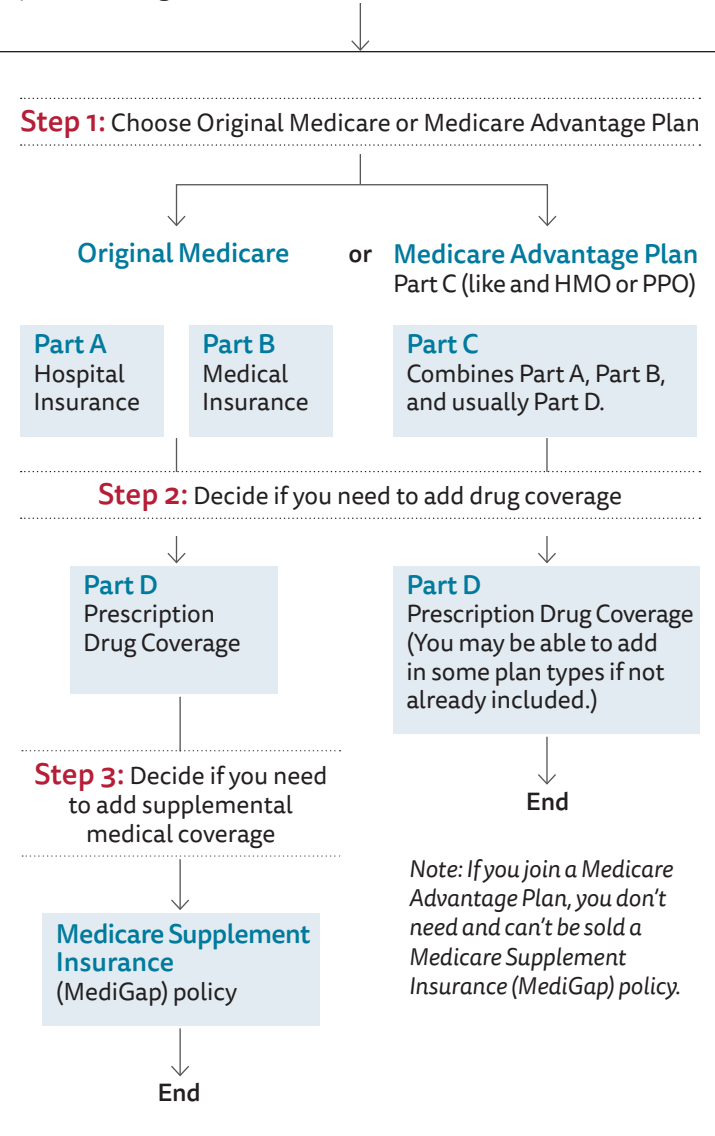 Step 1: Choose Original Medicare or Medicare Advantage Plan
Original Medicare
or
Medicare Advantage Plan
Part C (like and HMO or PPO)
Part A
Hospital
Insurance
Part B
Medical
Insurance
Part C
Combines Part A, Part B,
and usually Part D.
Step 2: Decide if you need to add drug coverage
Part D
Prescription
Drug Coverage
Part D
Prescription Drug Coverage
(You may be able to add
in some plan types if not
already included.)
Step 3: Decide if you need
to add supplemental
medical coverage
End
Note: If you join a Medicare
Advantage Plan, you don't
need and can't be sold a
Medicare Supplement
Insurance (MediGap) policy.
Medicare Supplement
Insurance
(MediGap) policy
End